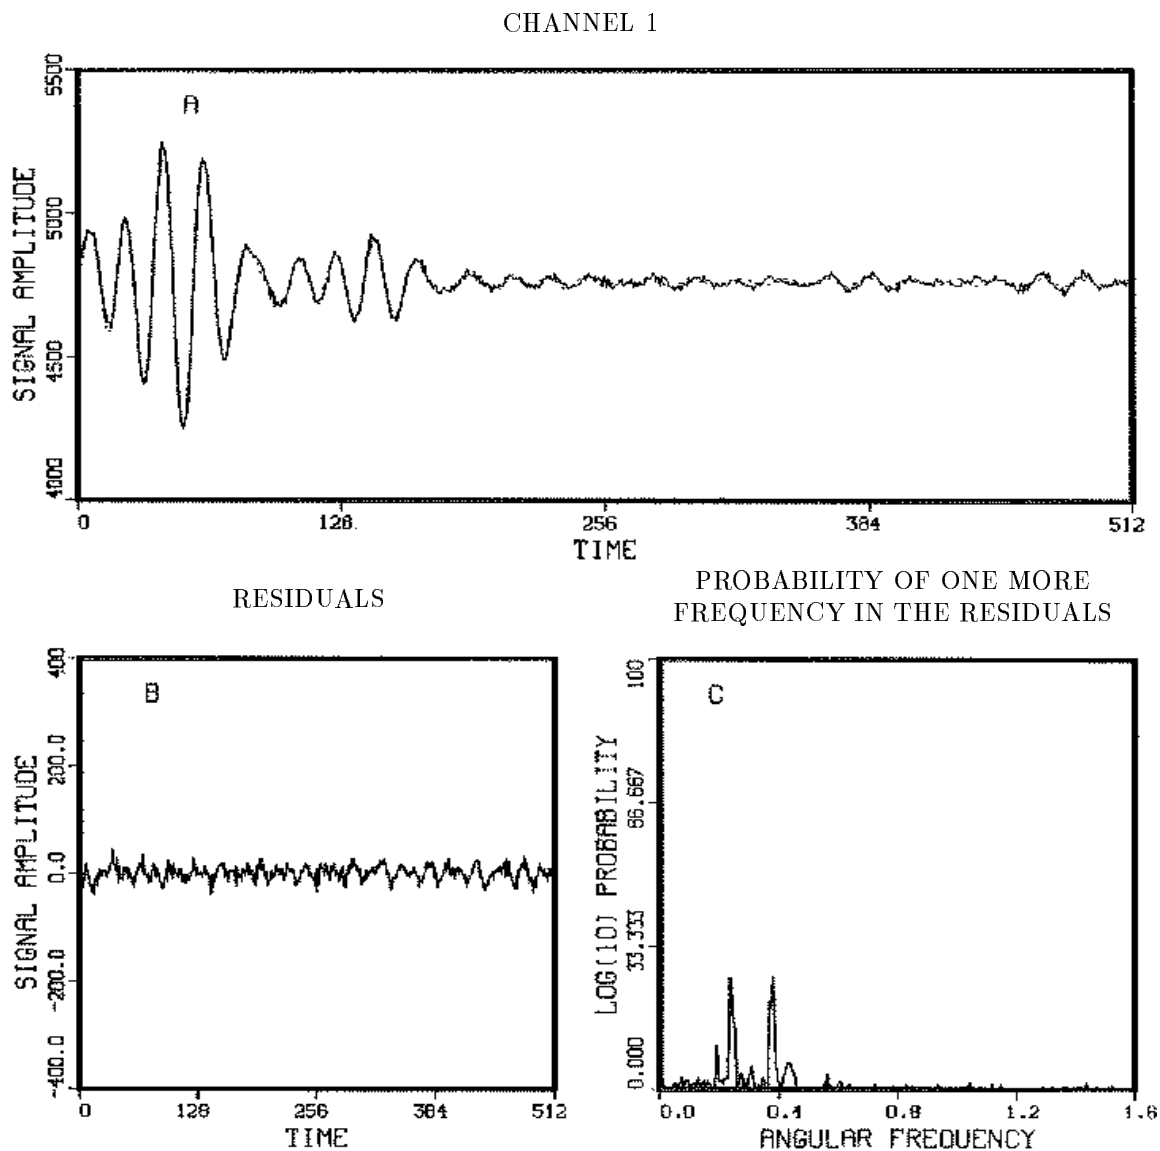 CHANNEL 1
A
SIGNAL AMPLITUDE
5500
5000
4500
4000
0 128 256 384 512
TIME
RESIDUALS
B
SIGNAL AMPLITUDE
400
200.0
0.0
-200.0
-400.0
0 128 256 384 512
TIME
PROBABILITY OF ONE MORE
FREQUENCY IN THE RESIDUALS
C
LOG(10) PROBABILITY
100
66.667
33.333
0.000
0.0 0.4 0.8 1.2 1.6
ANGULAR FREQUENCY